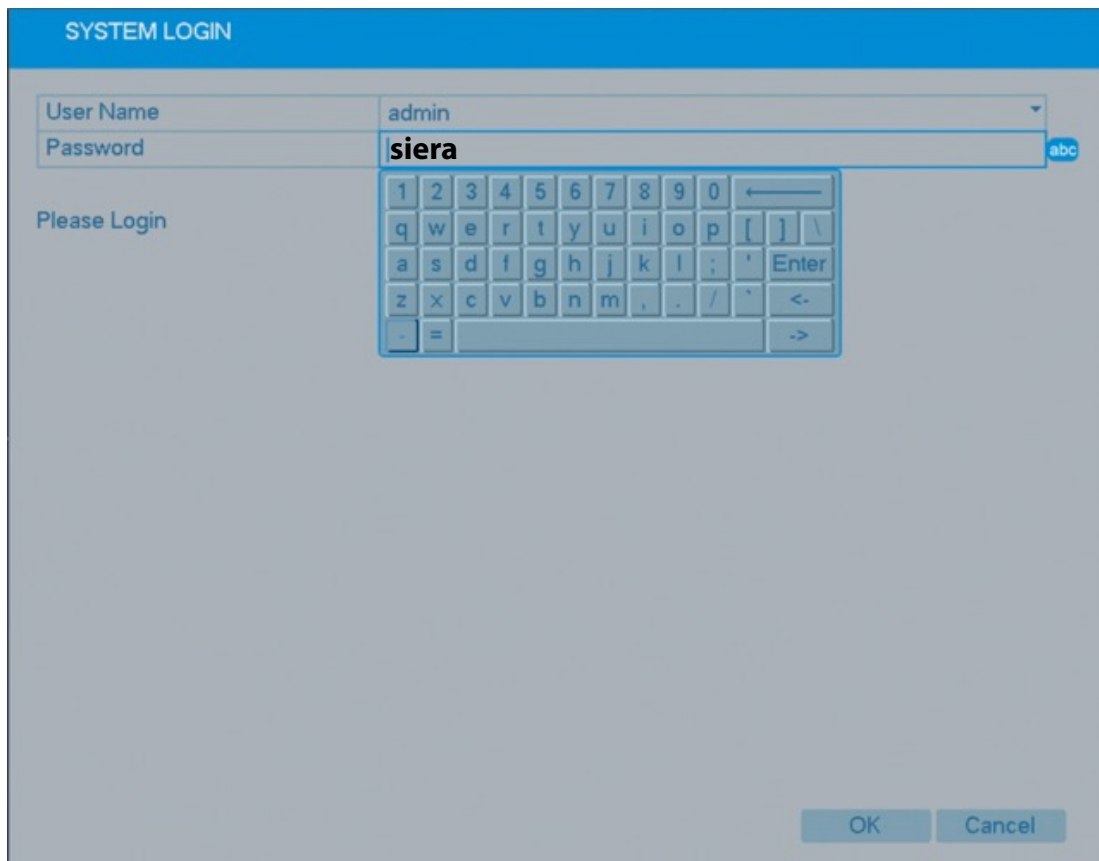 SYSTEM LOGIN
User Name admin
Password siera abc
1 2 3 4 5 6 7 8 9 0 ←
Please Login
q w e r t y u i o p [ ] \
a s d f g h j k l ; ' Enter
z x c v b n m , . / ` <-
- = ->
OK Cancel